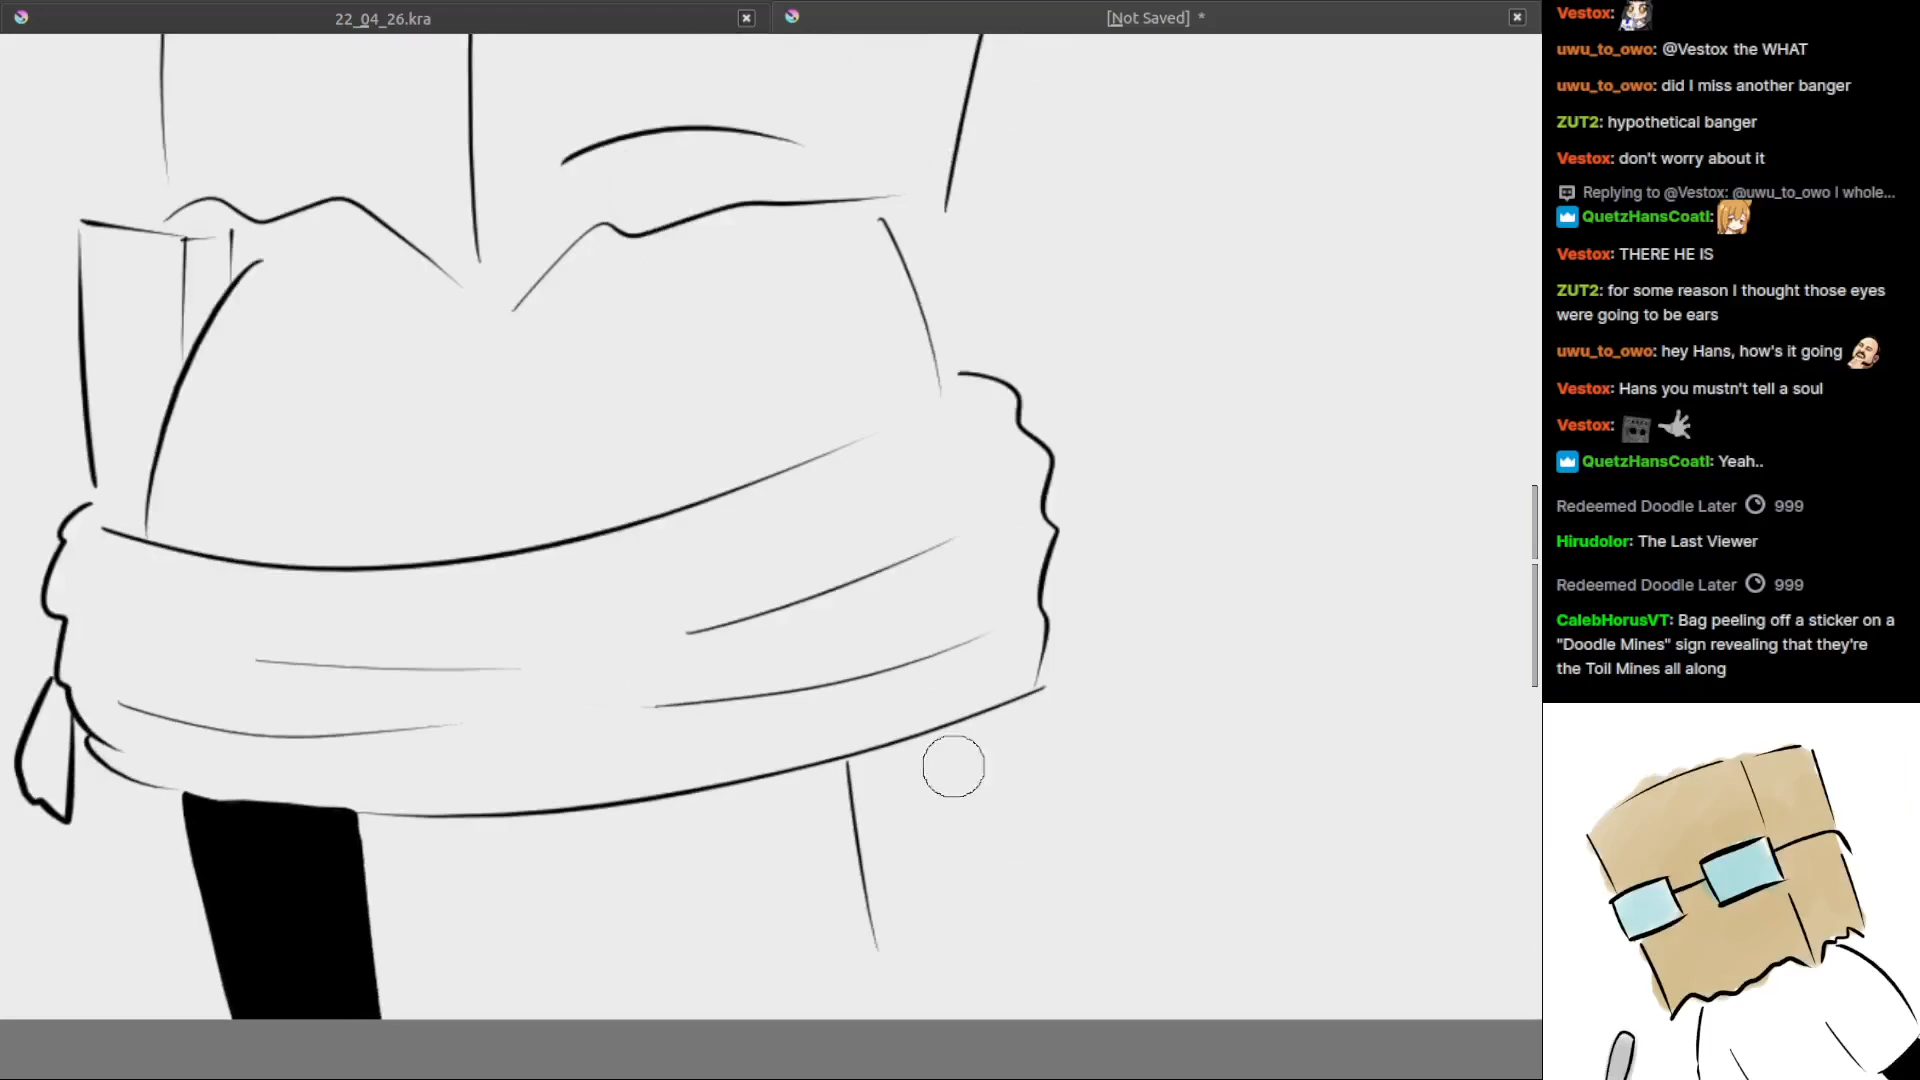 22_04_26.kra
[Not Saved] *
Vestox:
uwu_to_owo: @Vestox the WHAT
uwu_to_owo: did I miss another banger
ZUT2: hypothetical banger
Vestox: don't worry about it
Replying to @Vestox: @uwu_to_owo I whole...
QuetzHansCoatl:
Vestox: THERE HE IS
ZUT2: for some reason I thought those eyes
were going to be ears
uwu_to_owo: hey Hans, how's it going
Vestox: Hans you mustn't tell a soul
Vestox:
QuetzHansCoatl: Yeah..
Redeemed Doodle Later 999
Hirudolor: The Last Viewer
Redeemed Doodle Later 999
CalebHorusVT: Bag peeling off a sticker on a
"Doodle Mines" sign revealing that they're
the Toil Mines all along